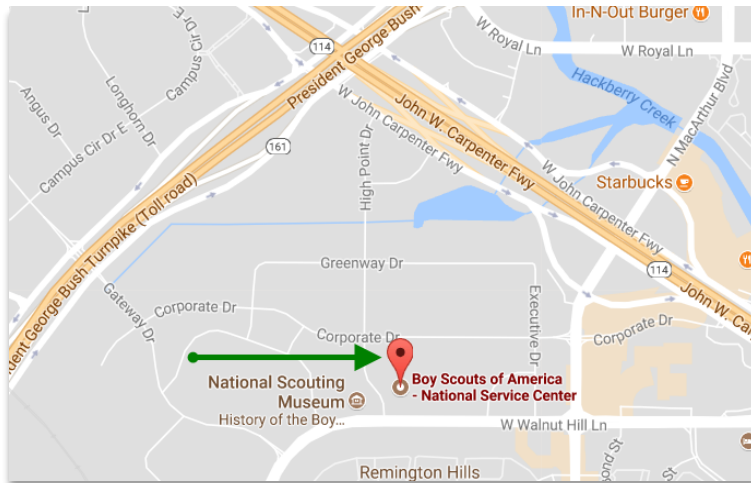 In-N-Out Burger
W Royal Ln
W Royal Ln
114
President George Bush
Campus Cir Dr E
Longhorn Dr
Angus Dr
Campus Cir Dr E
161
W John Carpenter Fwy
John W. Carpenter Fwy
Hackberry Creek
N MacArthur Blvd
Starbucks
High Point Dr
W John Carpenter Fwy
114
John W. Car
ident George Bush Turnpike (Toll road)
Gateway Dr
Greenway Dr
Corporate Dr
Corporate Dr
Executive Dr
Corporate Dr
National Scouting
Museum
History of the Boy...
Boy Scouts of America
- National Service Center
W Walnut Hill Ln
Remington Hills
ond St
St